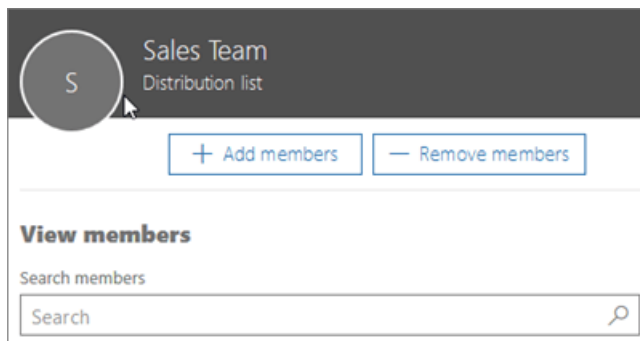 S
Sales Team
Distribution list
+ Add members
— Remove members
View members
Search members
Search